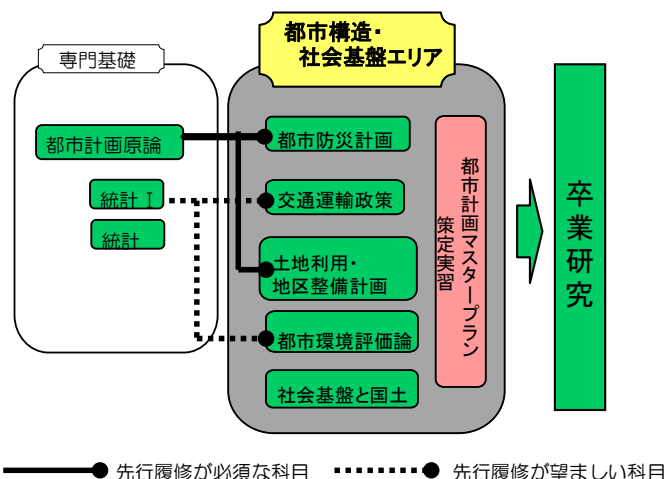 都市構造・
社会基盤エリア
専門基礎
都市計画原論
統計 I
統計
都市防災計画
交通運輸政策
土地利用・
地区整備計画
都市環境評価論
社会基盤と国土
都市計画マスタープラン
策定実習
卒業研究
先行履修が必須な科目
先行履修が望ましい科目